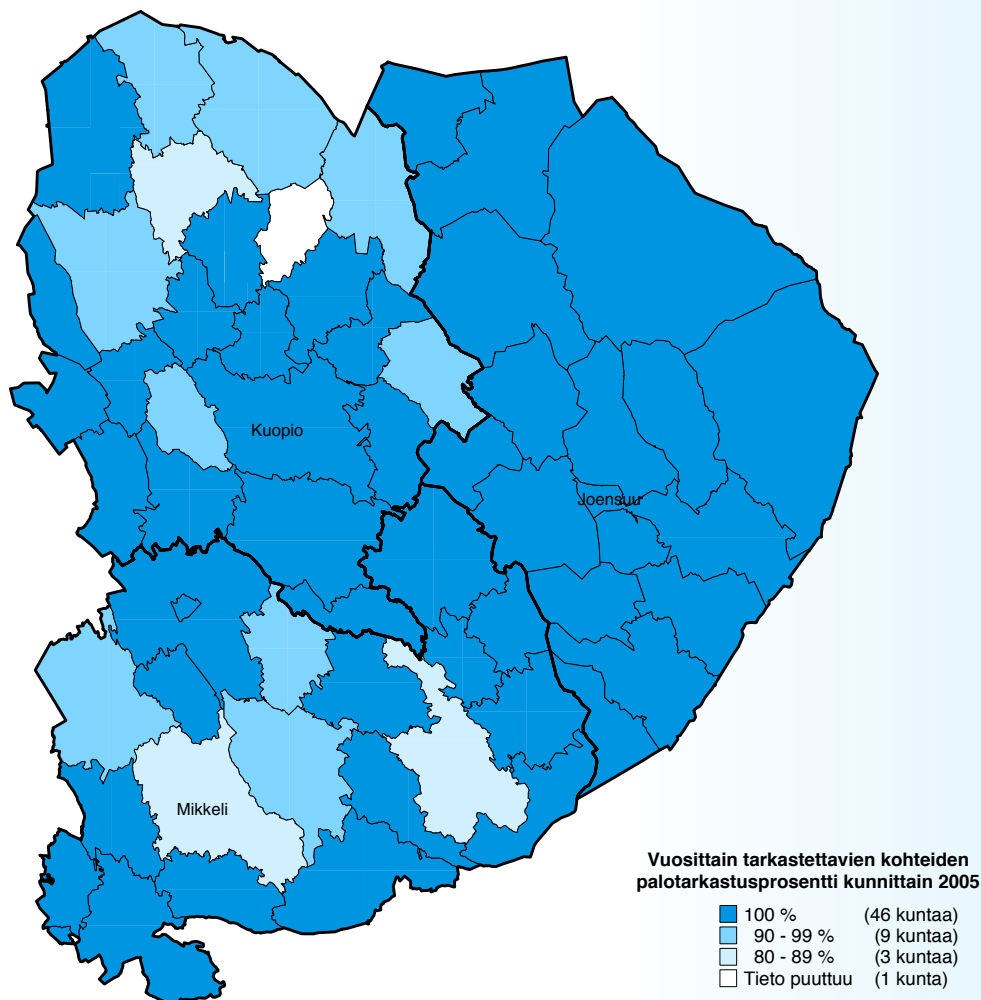 Kuopio
Joensuu
Mikkeli
Vuosittain tarkastettavien kohteiden
palotarkastusprosentti kunnittain 2005
100 % (46 kuntaa)
90 - 99 % (9 kuntaa)
80 - 89 % (3 kuntaa)
Tieto puuttuu (1 kunta)